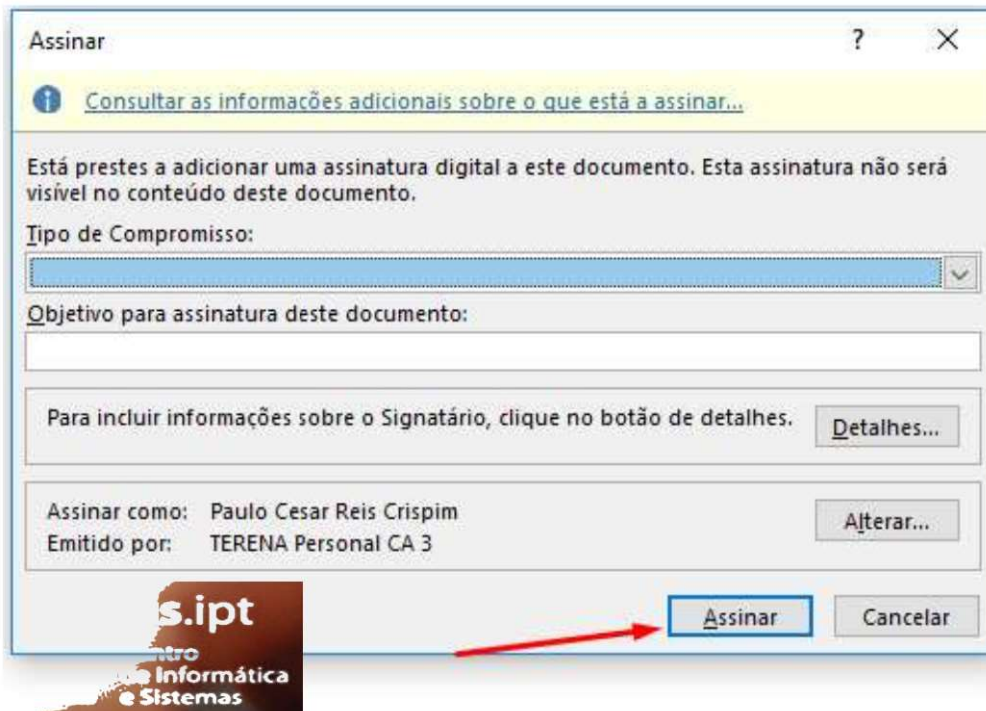 Assinar
?
Consultar as informações adicionais sobre o que está a assinar...
Está prestes a adicionar uma assinatura digital a este documento. Esta assinatura não será
visível no conteúdo deste documento.
Tipo de Compromisso:
Objetivo para assinatura deste documento:
Para incluir informações sobre o Signatário, clique no botão de detalhes.
Detalhes...
Assinar como: Paulo Cesar Reis Crispim
Emitido por: TERENA Personal CA 3
Alterar...
Assinar
Cancelar
s.ipt
ntro
e Informática
e Sistemas